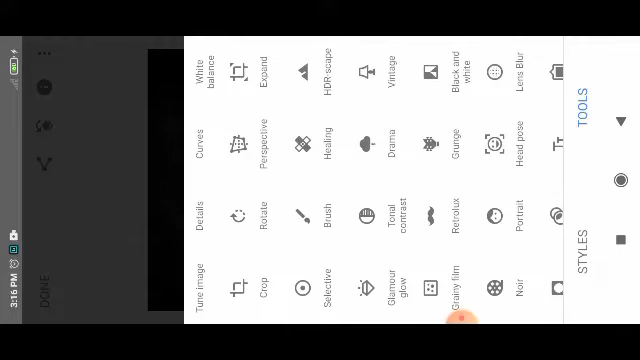 3:16 PM
DONE
Tune image
Details
Curves
White balance
Crop
Rotate
Perspective
Expand
Selective
Brush
Healing
HDR-scape
Glamour glow
Tonal contrast
Drama
Vintage
Grainy film
Retrolux
Grunge
Black and white
Noir
Portrait
Head pose
Lens Blur
STYLES
TOOLS